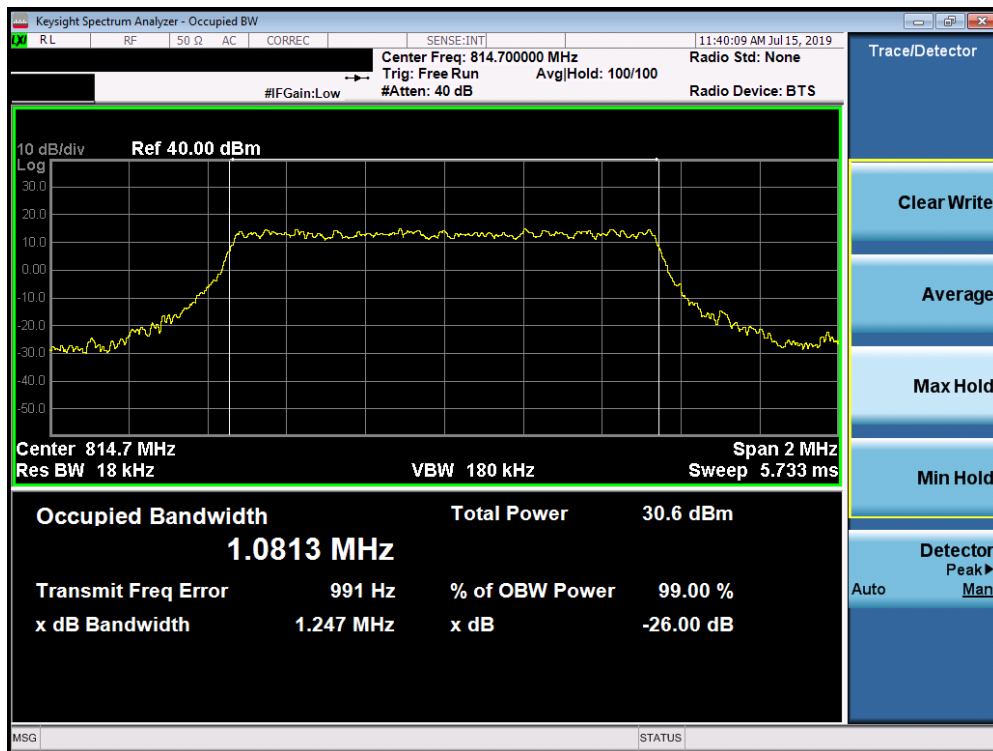 Keysight Spectrum Analyzer - Occupied BW
LXI RL RF 50 Ω AC CORREC SENSE:INT 11:40:09 AM Jul 15, 2019
Center Freq: 814.700000 MHz Radio Std: None
Trig: Free Run Avg|Hold: 100/100
#IFGain:Low #Atten: 40 dB Radio Device: BTS
10 dB/div Ref 40.00 dBm
Log
30.0
20.0
10.0
0.00
-10.0
-20.0
-30.0
-40.0
-50.0
Center 814.7 MHz Span 2 MHz
Res BW 18 kHz VBW 180 kHz Sweep 5.733 ms
Occupied Bandwidth Total Power 30.6 dBm
1.0813 MHz
Transmit Freq Error 991 Hz % of OBW Power 99.00 %
x dB Bandwidth 1.247 MHz x dB -26.00 dB
MSG STATUS
Trace/Detector
Clear Write
Average
Max Hold
Min Hold
Detector
Peak▶
Auto Man